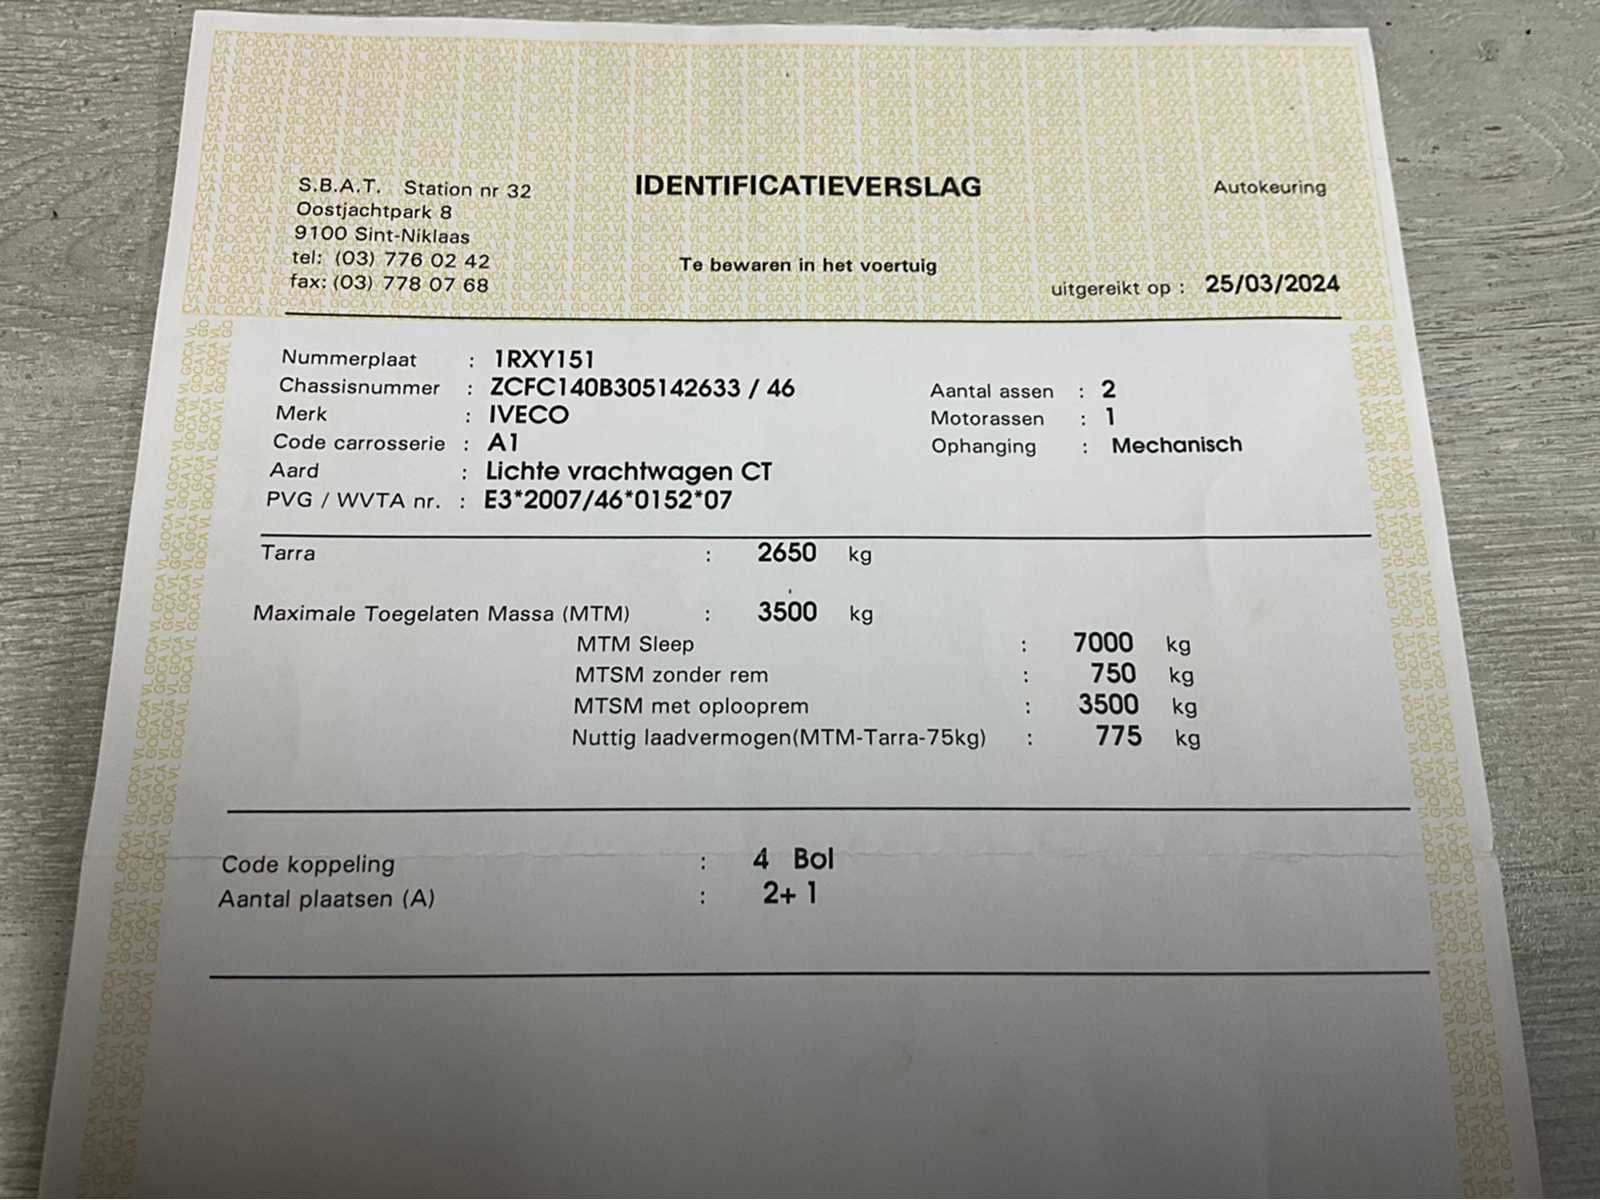 S.B.A.T. Station nr 32
Oostjachtpark 8
9100 Sint-Niklaas
tel: (03) 776 02 42
fax: (03) 778 07 68
IDENTIFICATIEVERSLAG
Te bewaren in het voertuig
Autokeuring
uitgereikt op : 25/03/2024
Nummerplaat : 1RXY151
Chassisnummer : ZCFC140B305142633 / 46
Merk : IVECO
Code carrosserie : A1
Aard : Lichte vrachtwagen CT
PVG / WVTA nr. : E3*2007/46*0152*07
Aantal assen : 2
Motorassen : 1
Ophanging : Mechanisch
Tarra : 2650 kg
Maximale Toegelaten Massa (MTM) : 3500 kg
MTM Sleep : 7000 kg
MTSM zonder rem : 750 kg
MTSM met oplooprem : 3500 kg
Nuttig laadvermogen(MTM-Tarra-75kg) : 775 kg
Code koppeling : 4 Bol
Aantal plaatsen (A) : 2+ 1